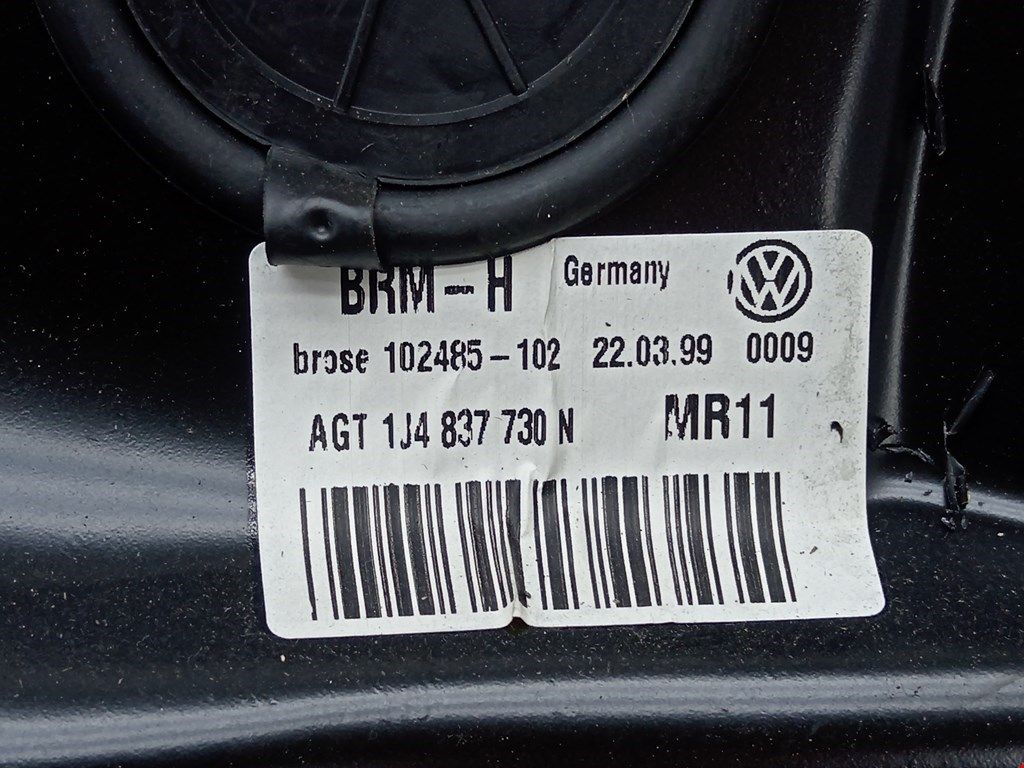 BRM-H Germany
brose 102485-102 22.03.99 0009
AGT 1J4 837 730 N MR11